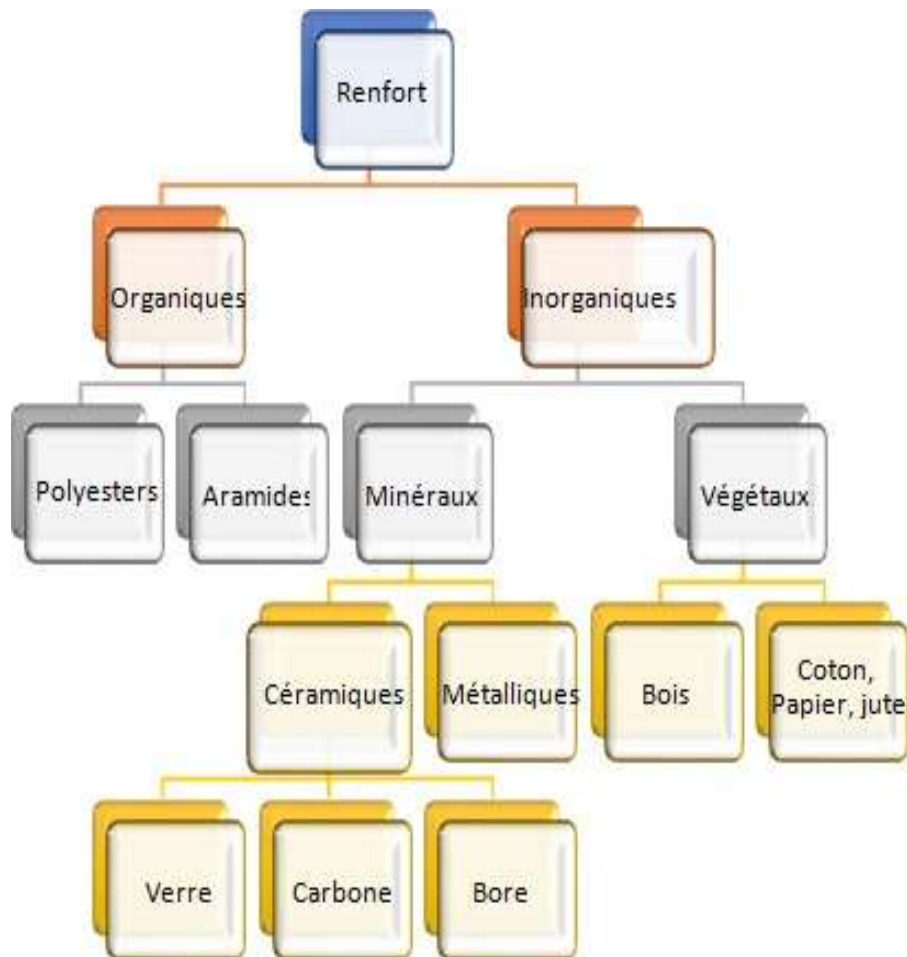 Renfort
Organiques
Inorganiques
Polyesters
Aramides
Minéraux
Végétaux
Céramiques
Métalliques
Bois
Coton,
Papier, jute
Verre
Carbone
Bore